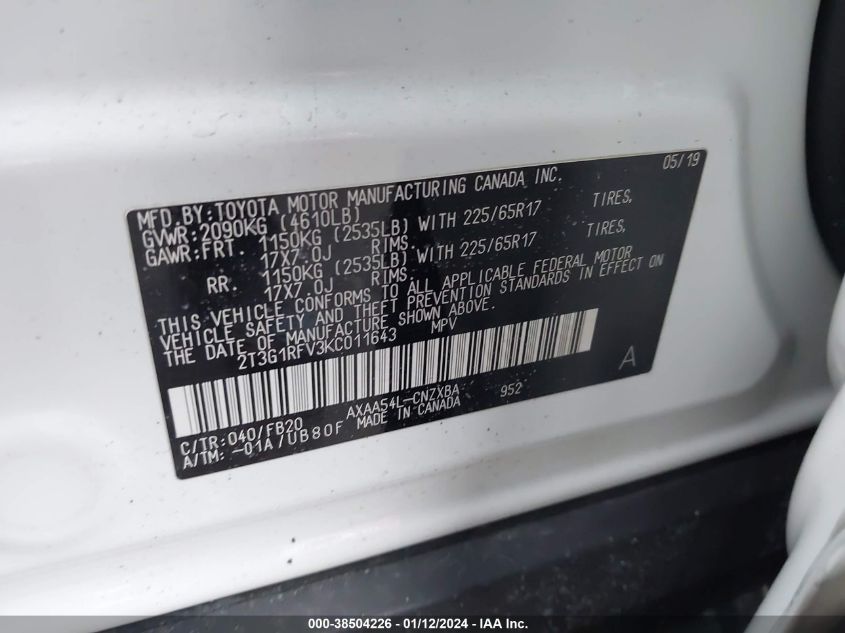 MFD.BY:TOYOTA MOTOR MANUFACTURING CANADA INC. 05/19
GVWR:2090KG (4610LB)
GAWR:FRT. 1150KG (2535LB) WITH 225/65R17 TIRES,
17X7.0J RIMS.
RR. 1150KG (2535LB) WITH 225/65R17 TIRES,
17X7.0J RIMS.
THIS VEHICLE CONFORMS TO ALL APPLICABLE FEDERAL MOTOR
VEHICLE SAFETY AND THEFT PREVENTION STANDARDS IN EFFECT ON
THE DATE OF MANUFACTURE SHOWN ABOVE.
2T3G1RFV3KC011643 MPV
A
C/TR:040/FB20 AXAA54L-CNZXBA 952
A/TM: -01A/UB80F MADE IN CANADA
000-38504226 - 01/12/2024 - IAA Inc.